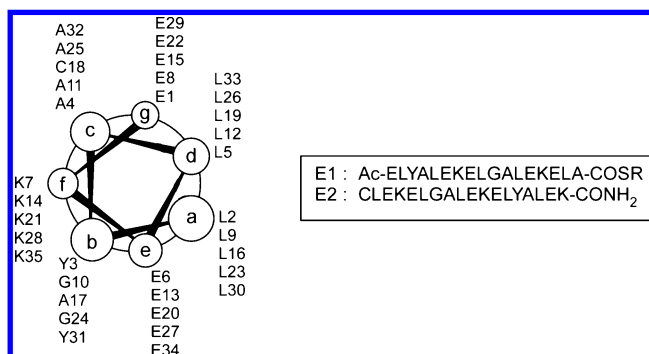 A32
A25
C18
A11
A4
E29
E22
E15
E8
E1
L33
L26
L19
L12
L5
g
c
d
f
a
b
e
K7
K14
K21
K28
K35
L2
L9
L16
L23
L30
Y3
G10
A17
G24
Y31
E6
E13
E20
E27
E34
E1 : Ac-ELYALEKELGALEKELA-COSR
E2 : CLEKELGALEKELYALEK-CONH₂